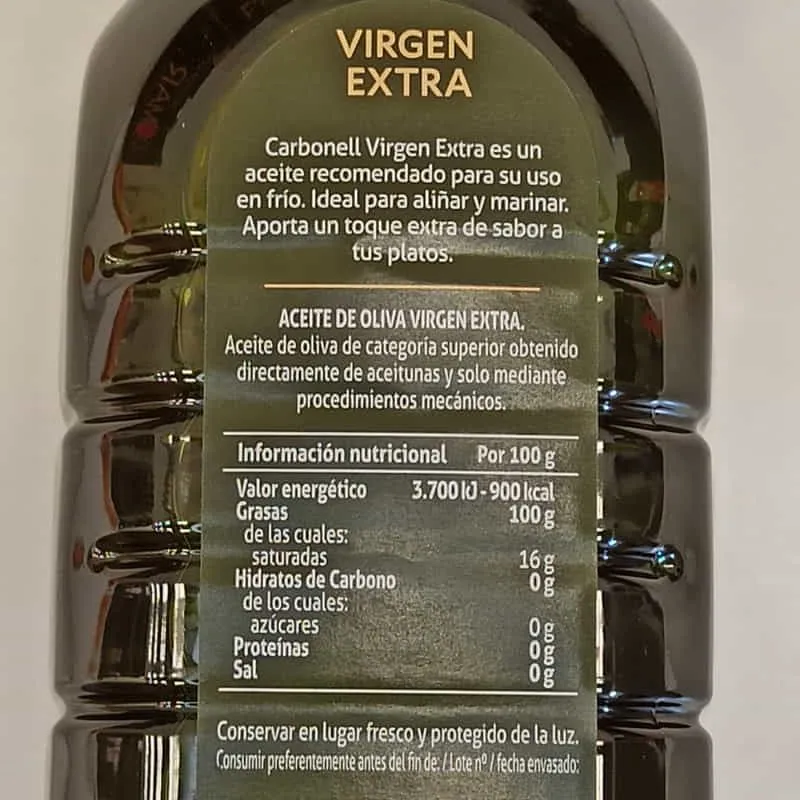 VIRGEN
EXTRA
Carbonell Virgen Extra es un
aceite recomendado para su uso
en frío. Ideal para aliñar y marinar.
Aporta un toque extra de sabor a
tus platos.
ACEITE DE OLIVA VIRGEN EXTRA.
Aceite de oliva de categoría superior obtenido
directamente de aceitunas y solo mediante
procedimientos mecánicos.
Información nutricional Por 100 g
Valor energético 3.700 kJ - 900 kcal
Grasas 100 g
de las cuales:
saturadas 16 g
Hidratos de Carbono 0 g
de los cuales:
azúcares 0 g
Proteínas 0 g
Sal 0 g
Conservar en lugar fresco y protegido de la luz.
Consumir preferentemente antes del fin de: / Lote nº / fecha envasado: